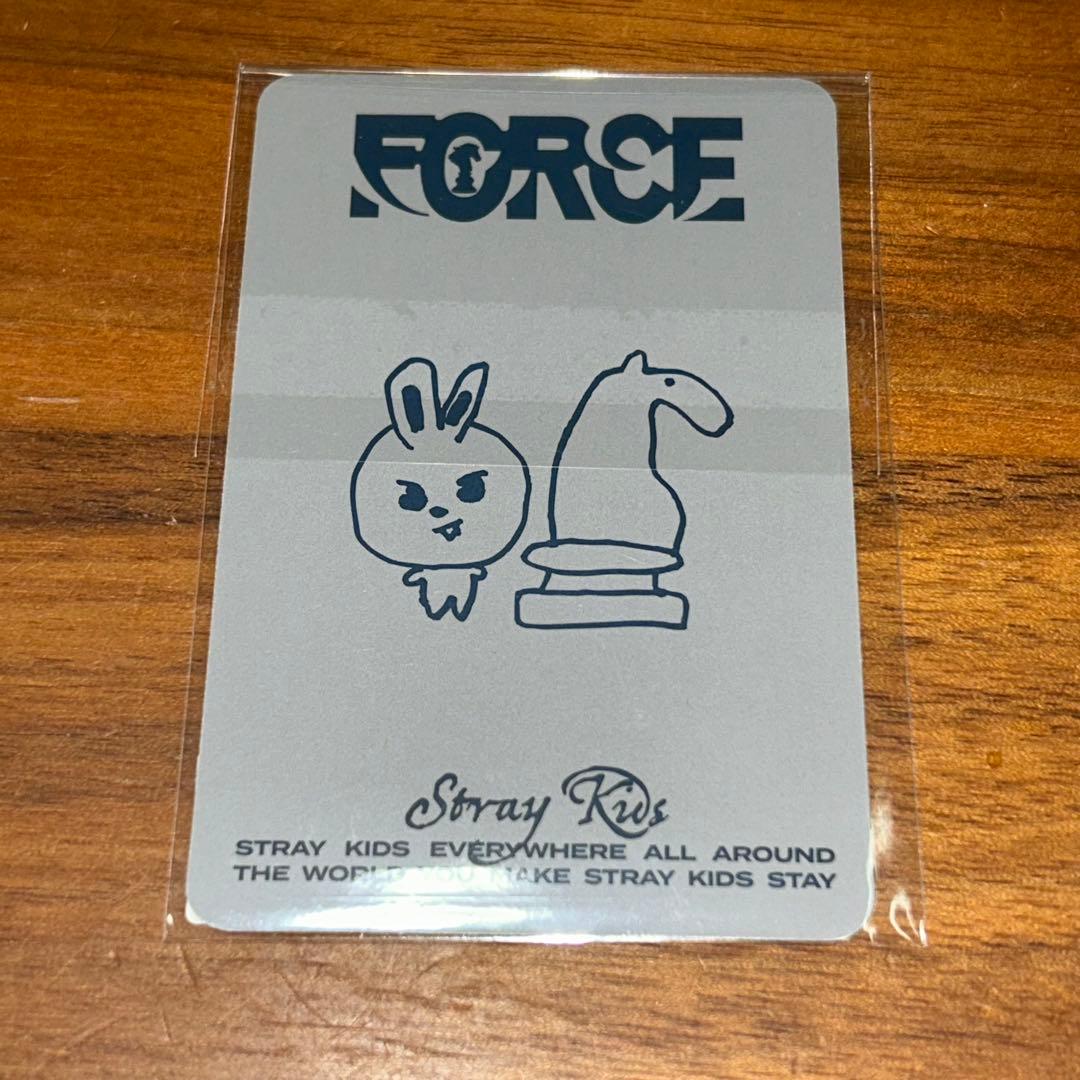 FORCE
Stray Kids
STRAY KIDS EVERYWHERE ALL AROUND
THE WORLD YOU MAKE STRAY KIDS STAY